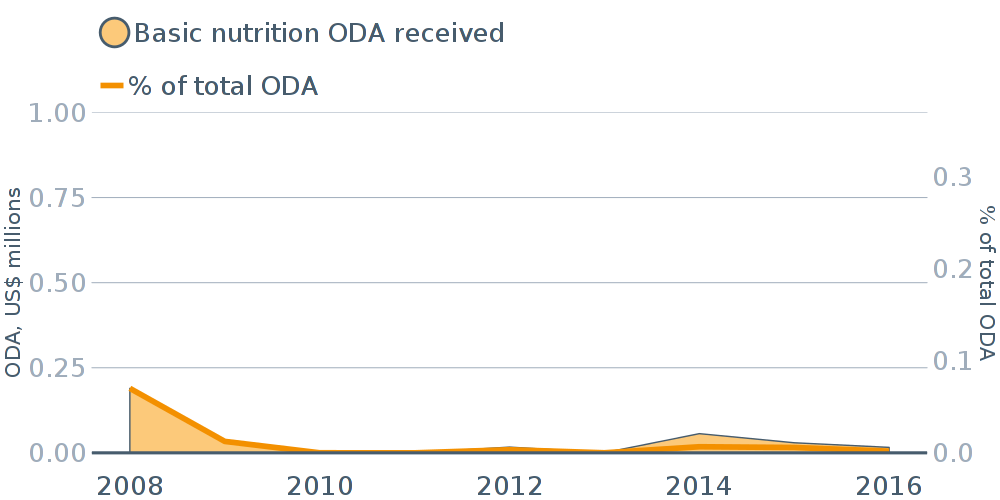 Basic nutrition ODA received
% of total ODA
1.00
0.75
0.50
0.25
0.00
ODA, US$ millions
0.3
0.2
0.1
0.0
% of total ODA
2008 2010 2012 2014 2016